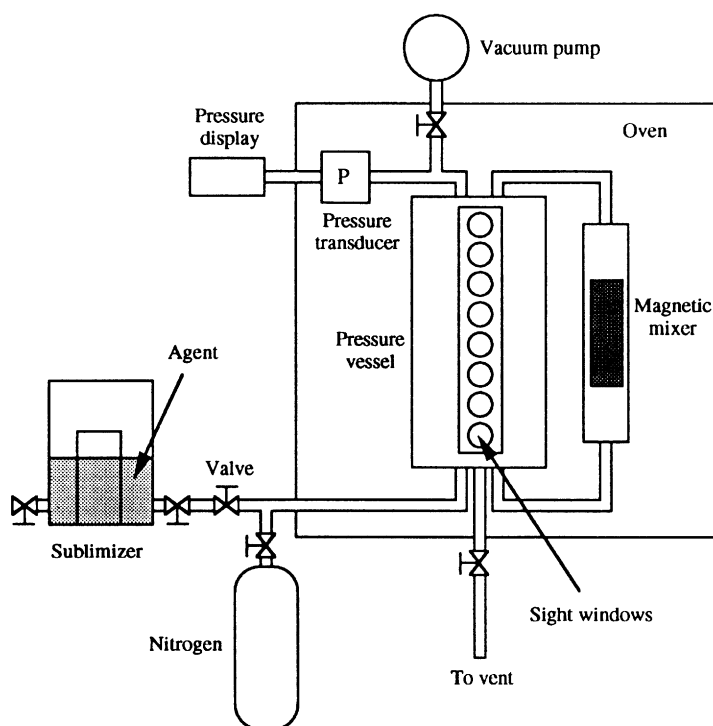 Vacuum pump
Pressure
display
Oven
P
Pressure
transducer
Magnetic
mixer
Pressure
vessel
Agent
Valve
Sublimizer
Sight windows
Nitrogen
To vent